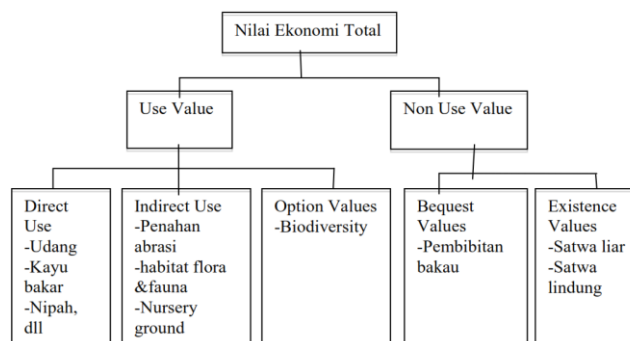 Nilai Ekonomi Total
Use Value
Non Use Value
Direct
Use
-Udang
-Kayu
bakar
-Nipah,
dll
Indirect Use
-Penahan
abrasi
-habitat flora
&fauna
-Nursery
ground
Option Values
-Biodiversity
Bequest
Values
-Pembibitan
bakau
Existence
Values
-Satwa liar
-Satwa
lindung